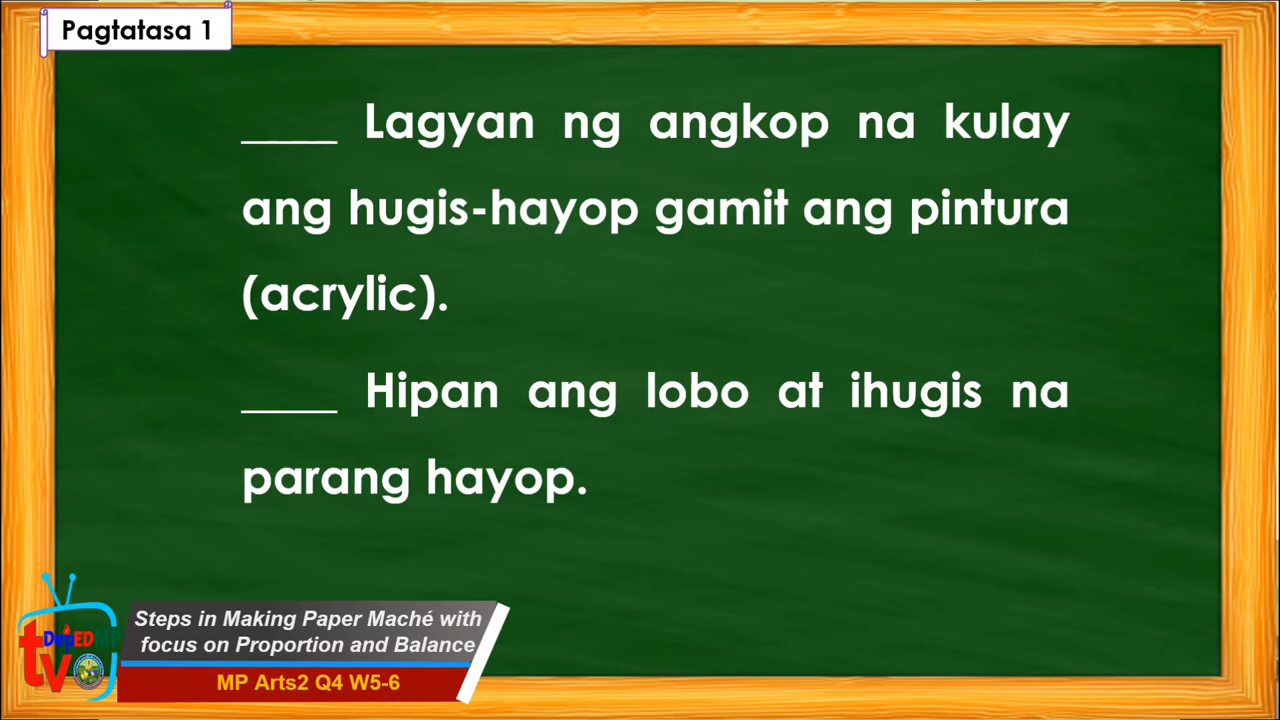 Pagtatasa 1
____ Lagyan ng angkop na kulay
ang hugis-hayop gamit ang pintura
(acrylic).
____ Hipan ang lobo at ihugis na
parang hayop.
Steps in Making Paper Maché with
focus on Proportion and Balance
DepEDMP
tv
MP Arts2 Q4 W5-6